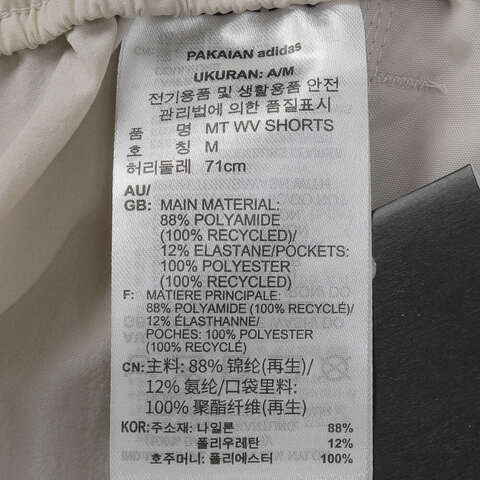 PAKAIAN adidas
UKURAN: A/M
전기용품 및 생활용품 안전
관리법에 의한 품질표시
품 명 MT WV SHORTS
호 칭 M
허리둘레 71cm
AU/
GB: MAIN MATERIAL:
88% POLYAMIDE
(100% RECYCLED)/
12% ELASTANE/POCKETS:
100% POLYESTER
(100% RECYCLED)
F: MATIERE PRINCIPALE:
88% POLYAMIDE (100% RECYCLÉ)/
12% ÉLASTHANNE/
POCHES: 100% POLYESTER
(100% RECYCLÉ)
CN: 主料: 88% 锦纶(再生)/
12% 氨纶/口袋里料:
100% 聚酯纤维(再生)
KOR: 주소재: 나일론 88%
폴리우레탄 12%
호주머니: 폴리에스터 100%